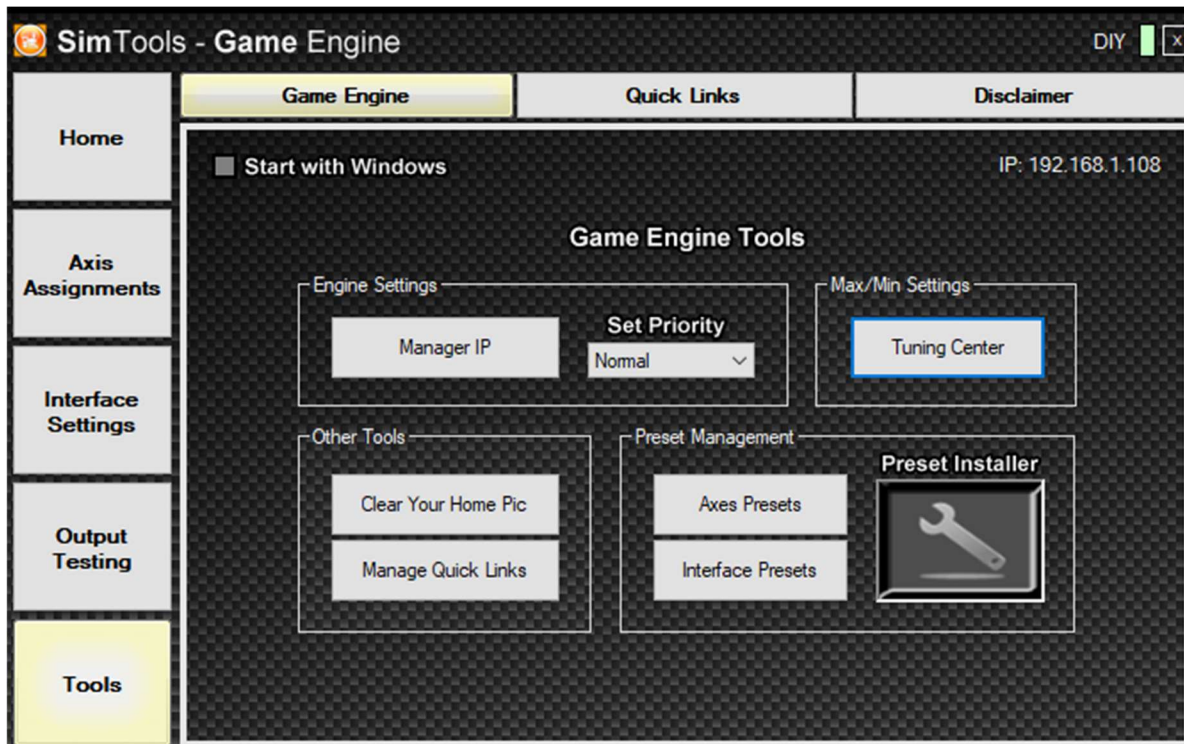 SimTools - Game Engine
DIY
X
Game Engine
Quick Links
Disclaimer
Home
Axis
Assignments
Interface
Settings
Output
Testing
Tools
Start with Windows
IP: 192.168.1.108
Game Engine Tools
Engine Settings
Manager IP
Set Priority
Normal
Max/Min Settings
Tuning Center
Other Tools
Clear Your Home Pic
Manage Quick Links
Preset Management
Axes Presets
Interface Presets
Preset Installer